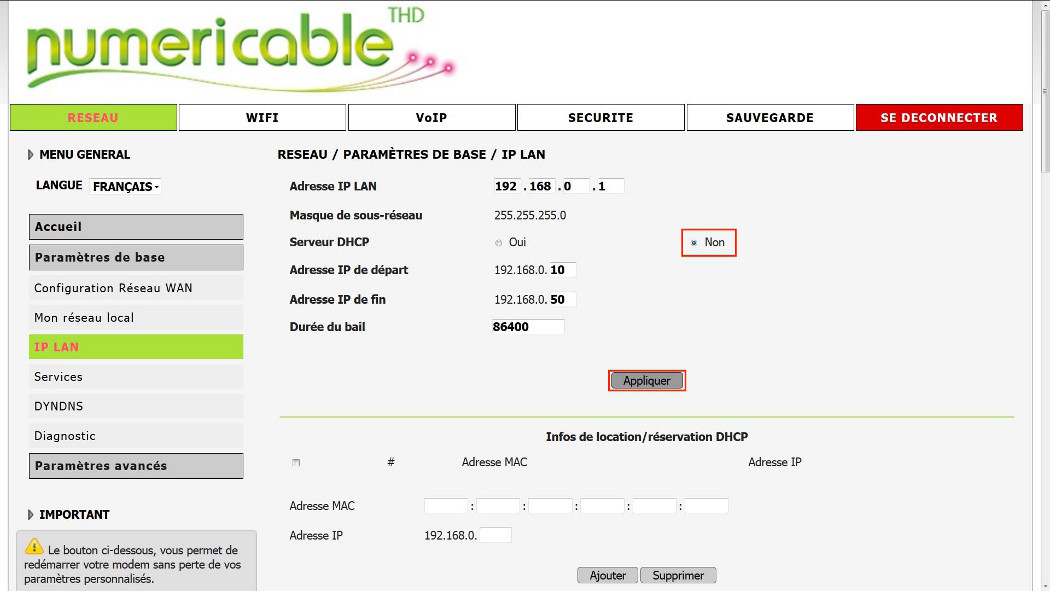 numericable THD
RESEAU WIFI VoIP SECURITE SAUVEGARDE SE DECONNECTER
MENU GENERAL
LANGUE FRANÇAIS
Accueil
Paramètres de base
Configuration Réseau WAN
Mon réseau local
IP LAN
Services
DYNDNS
Diagnostic
Paramètres avancés
IMPORTANT
Le bouton ci-dessous, vous permet de
redémarrer votre modem sans perte de vos
paramètres personnalisés.
RESEAU / PARAMÈTRES DE BASE / IP LAN
Adresse IP LAN 192 . 168 . 0 . 1
Masque de sous-réseau 255.255.255.0
Serveur DHCP Oui Non
Adresse IP de départ 192.168.0. 10
Adresse IP de fin 192.168.0. 50
Durée du bail 86400
Appliquer
Infos de location/réservation DHCP
# Adresse MAC Adresse IP
Adresse MAC : : : : :
Adresse IP 192.168.0.
Ajouter Supprimer